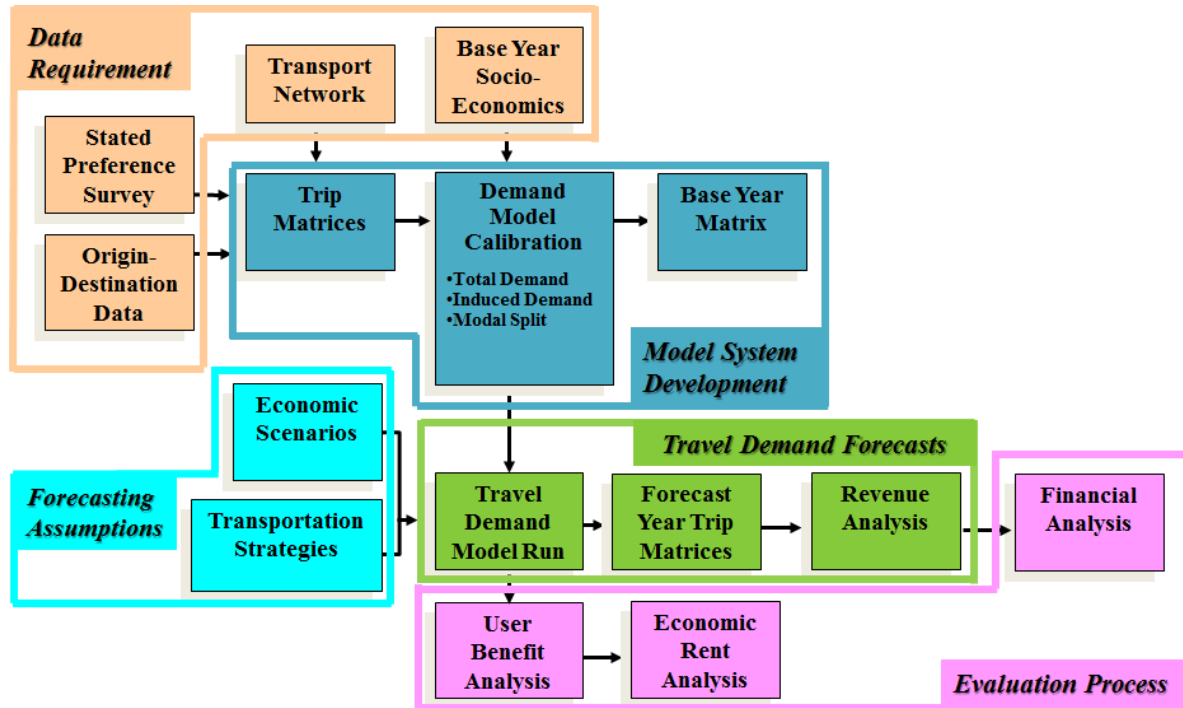 Data
Requirement
Transport
Network
Base Year
Socio-
Economics
Stated
Preference
Survey
Origin-
Destination
Data
Trip
Matrices
Demand
Model
Calibration
•Total Demand
•Induced Demand
•Modal Split
Base Year
Matrix
Model System
Development
Economic
Scenarios
Forecasting
Assumptions
Transportation
Strategies
Travel Demand Forecasts
Travel
Demand
Model Run
Forecast
Year Trip
Matrices
Revenue
Analysis
Financial
Analysis
User
Benefit
Analysis
Economic
Rent
Analysis
Evaluation Process